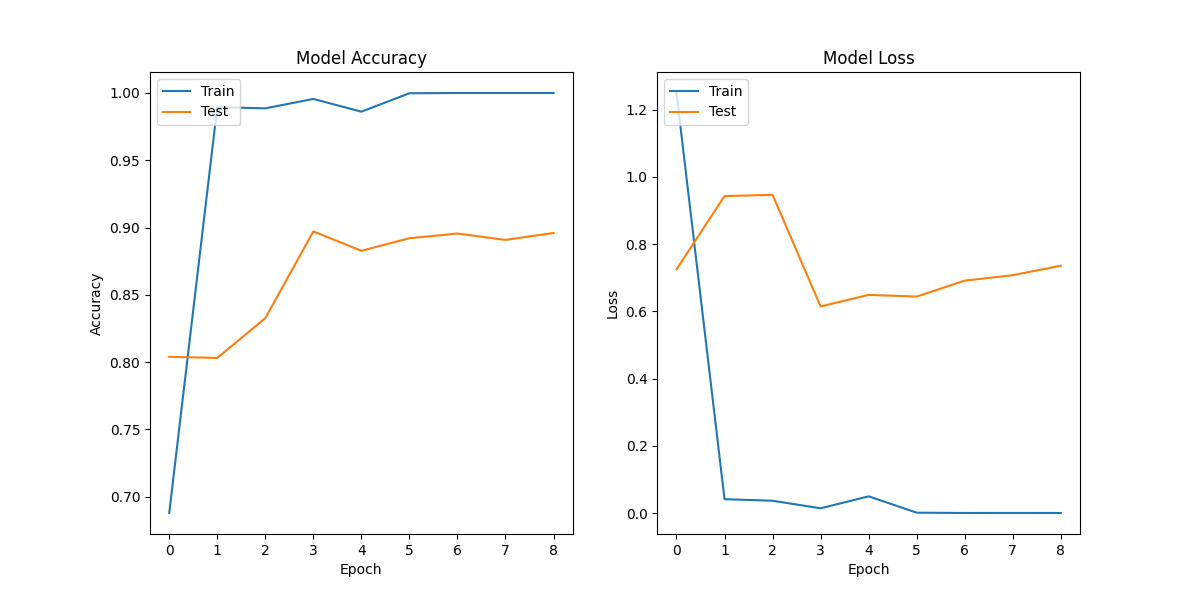 Model Accuracy
Train
Test
1.00
0.95
0.90
0.85
0.80
0.75
0.70
Accuracy
0 1 2 3 4 5 6 7 8
Epoch
Model Loss
Train
Test
1.2
1.0
0.8
0.6
0.4
0.2
0.0
Loss
0 1 2 3 4 5 6 7 8
Epoch